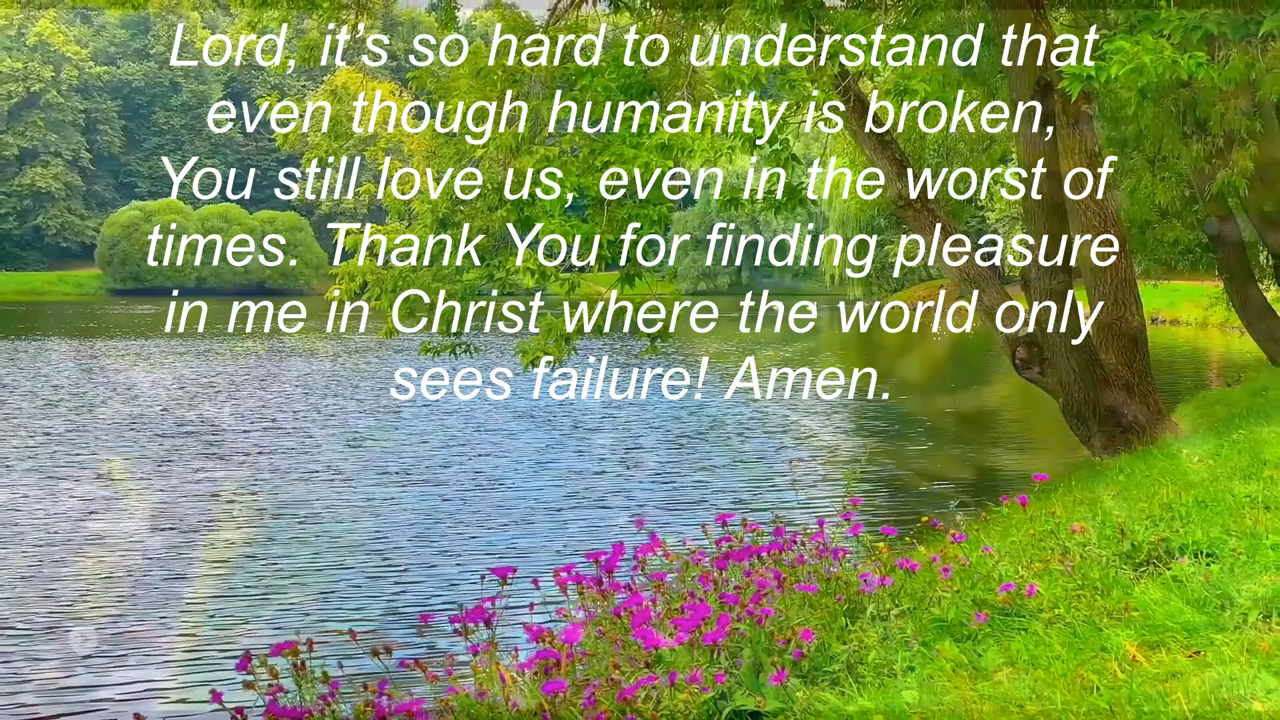 Lord, it's so hard to understand that
even though humanity is broken,
You still love us, even in the worst of
times. Thank You for finding pleasure
in me in Christ where the world only
sees failure! Amen.